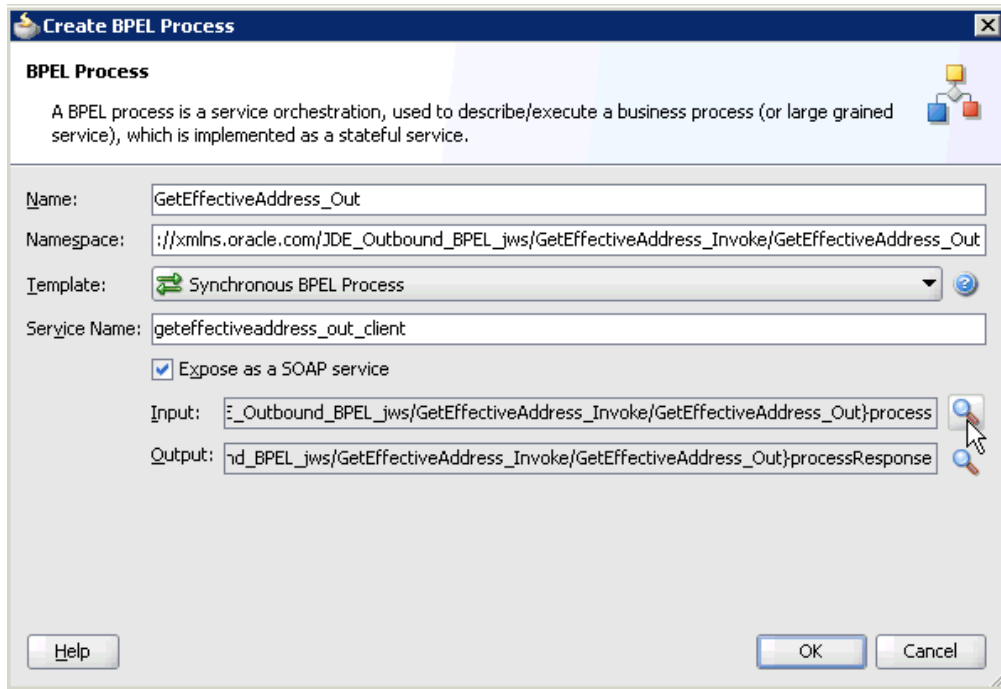 Create BPEL Process
BPEL Process
A BPEL process is a service orchestration, used to describe/execute a business process (or large grained
service), which is implemented as a stateful service.
Name: GetEffectiveAddress_Out
Namespace: ://xmlns.oracle.com/JDE_Outbound_BPEL_jws/GetEffectiveAddress_Invoke/GetEffectiveAddress_Out
Template: Synchronous BPEL Process
Service Name: geteffectiveaddress_out_client
Expose as a SOAP service
Input: E_Outbound_BPEL_jws/GetEffectiveAddress_Invoke/GetEffectiveAddress_Out}process
Output: nd_BPEL_jws/GetEffectiveAddress_Invoke/GetEffectiveAddress_Out}processResponse
Help OK Cancel